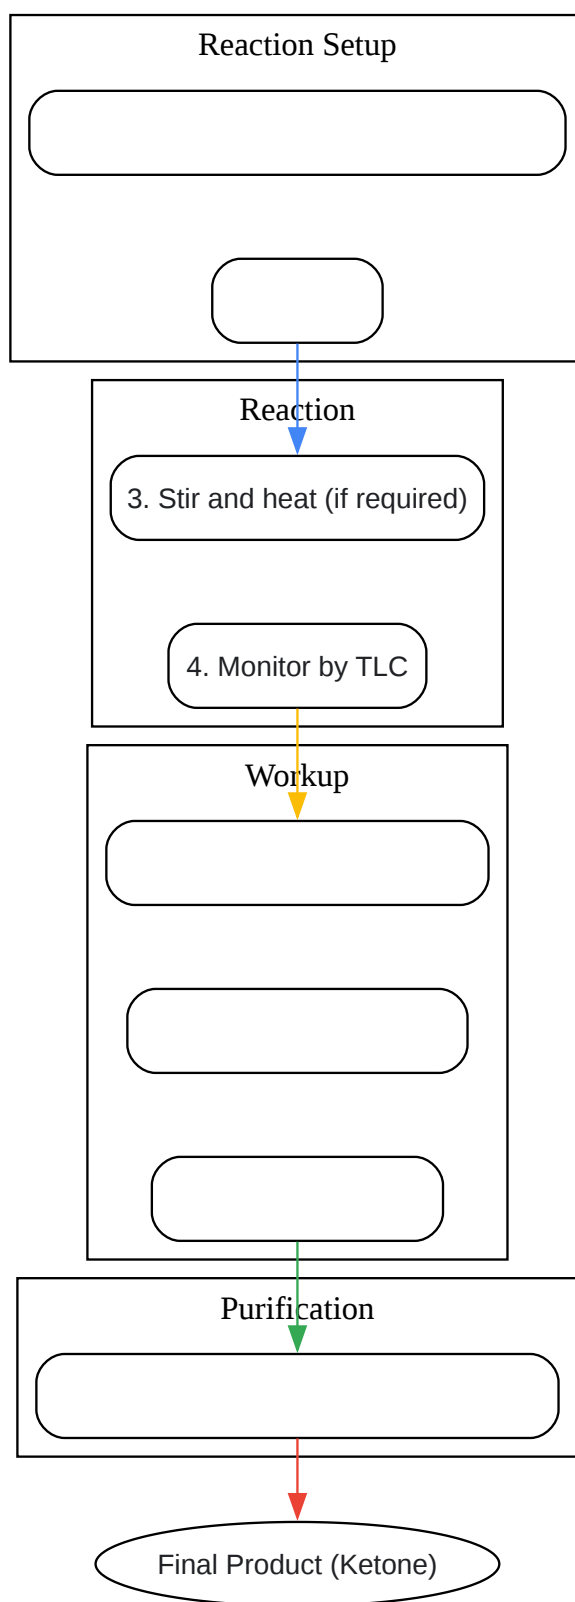 Reaction Setup
Reaction
3. Stir and heat (if required)
4. Monitor by TLC
Workup
Purification
Final Product (Ketone)